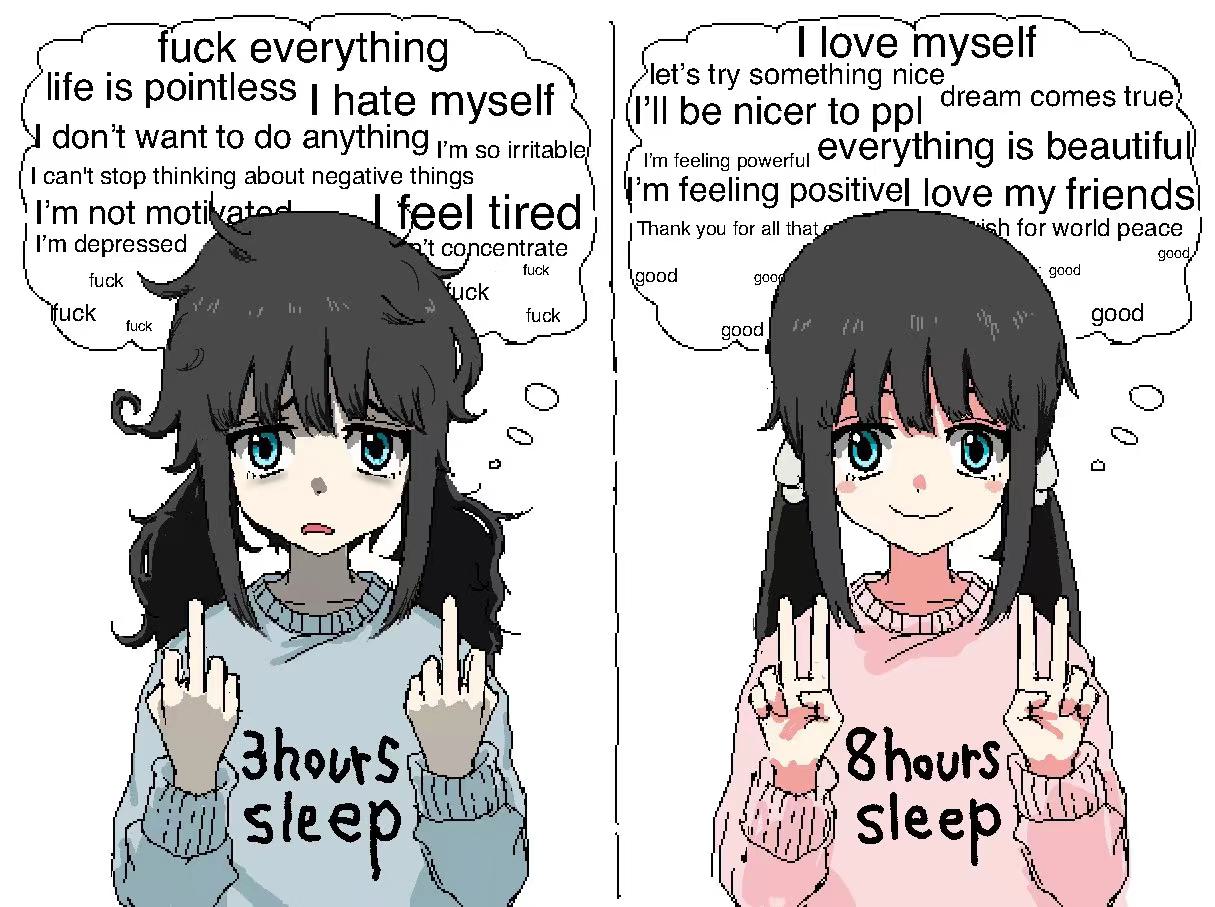 fuck everything
life is pointless
I hate myself
I don't want to do anything
I'm so irritable
I can't stop thinking about negative things
I'm not motivated
I feel tired
I'm depressed
n't concentrate
fuck
fuck
fuck
fuck
fuck
fuck
3hours
sleep
I love myself
let's try something nice
dream comes true
I'll be nicer to ppl
I'm feeling powerful
everything is beautiful
I'm feeling positive
I love my friends
Thank you for all that
ish for world peace
good
good
good
good
good
good
8hours
sleep